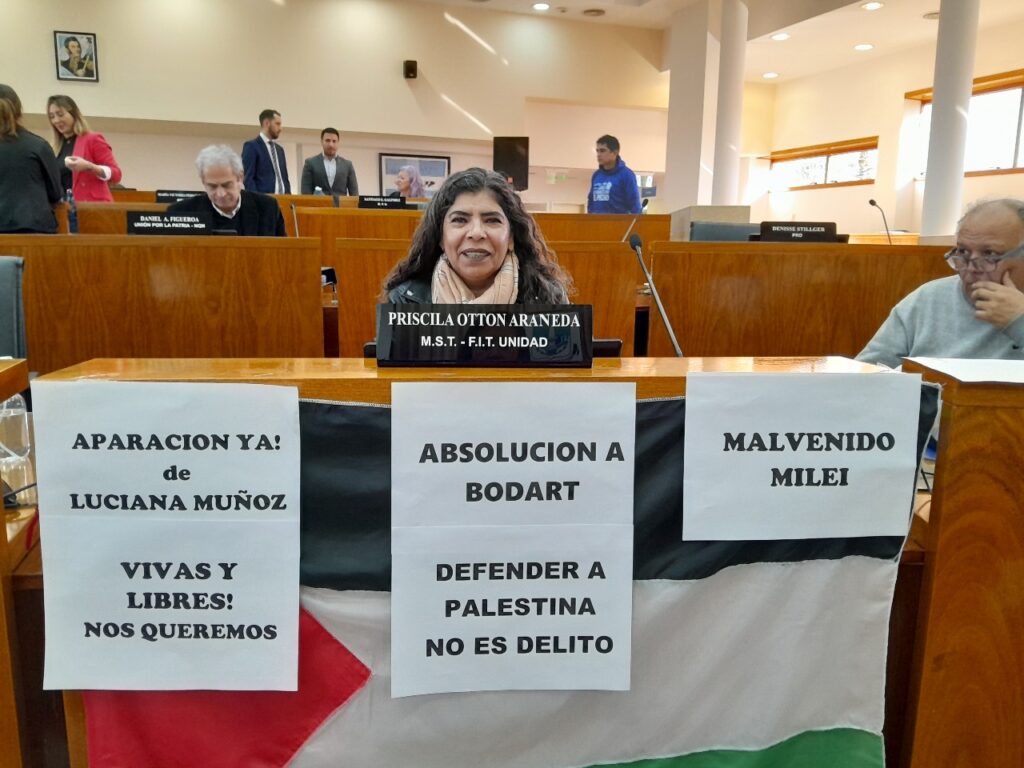 DANIEL A. FIGUEROA
UNIÓN POR LA PATRIA - NQN
DENISSE STILLGER
PRO
PRISCILA OTTON ARANEDA
M.S.T. - F.I.T. UNIDAD
APARACION YA!
de
LUCIANA MUÑOZ
VIVAS Y
LIBRES!
NOS QUEREMOS
ABSOLUCION A
BODART
DEFENDER A
PALESTINA
NO ES DELITO
MALVENIDO
MILEI